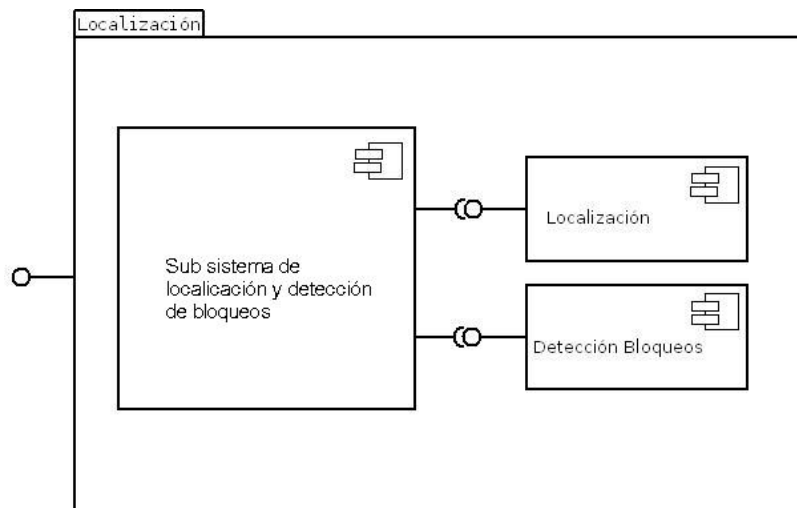 Localización
Sub sistema de
localicación y detección
de bloqueos
Localización
Detección Bloqueos